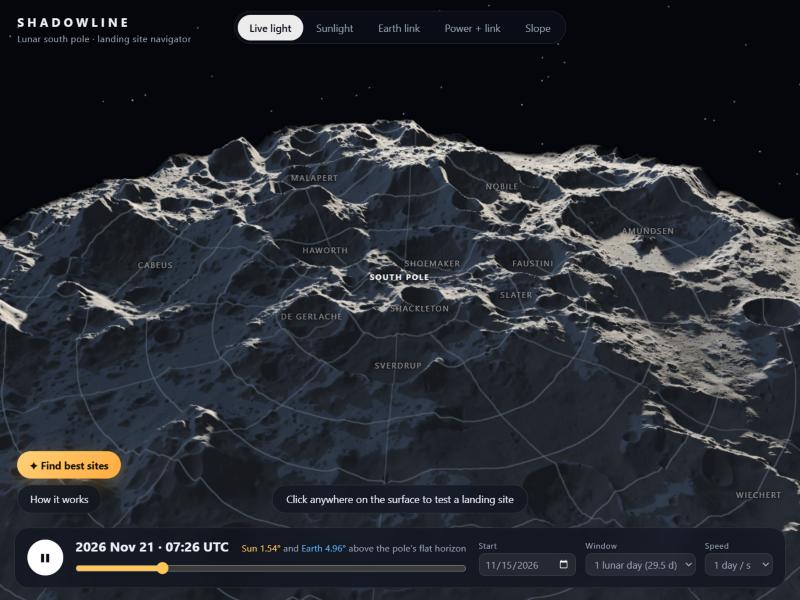 SHADOWLINE
Lunar south pole · landing site navigator
Live light
Sunlight
Earth link
Power + link
Slope
MALAPERT
NOBILE
AMUNDSEN
HAWORTH
CABEUS
SHOEMAKER
FAUSTINI
SOUTH POLE
SLATER
SHACKLETON
DE GERLACHE
SVERDRUP
WIECHERT
✦ Find best sites
How it works
Click anywhere on the surface to test a landing site
2026 Nov 21 · 07:26 UTC
Sun 1.54° and Earth 4.96° above the pole's flat horizon
Start
11/15/2026
Window
1 lunar day (29.5 d)
Speed
1 day / s